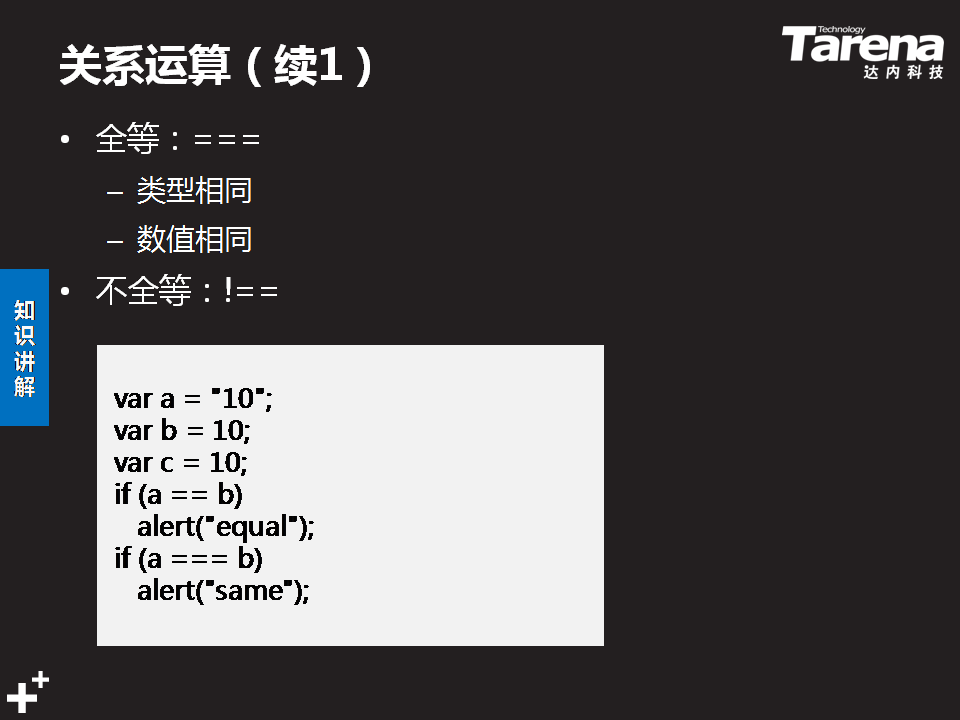 关系运算（续1）
Technology
Tarena
达内科技
• 全等：===
– 类型相同
– 数值相同
• 不全等：!==
知识讲解
var a = "10";
var b = 10;
var c = 10;
if (a == b)
alert("equal");
if (a === b)
alert("same");